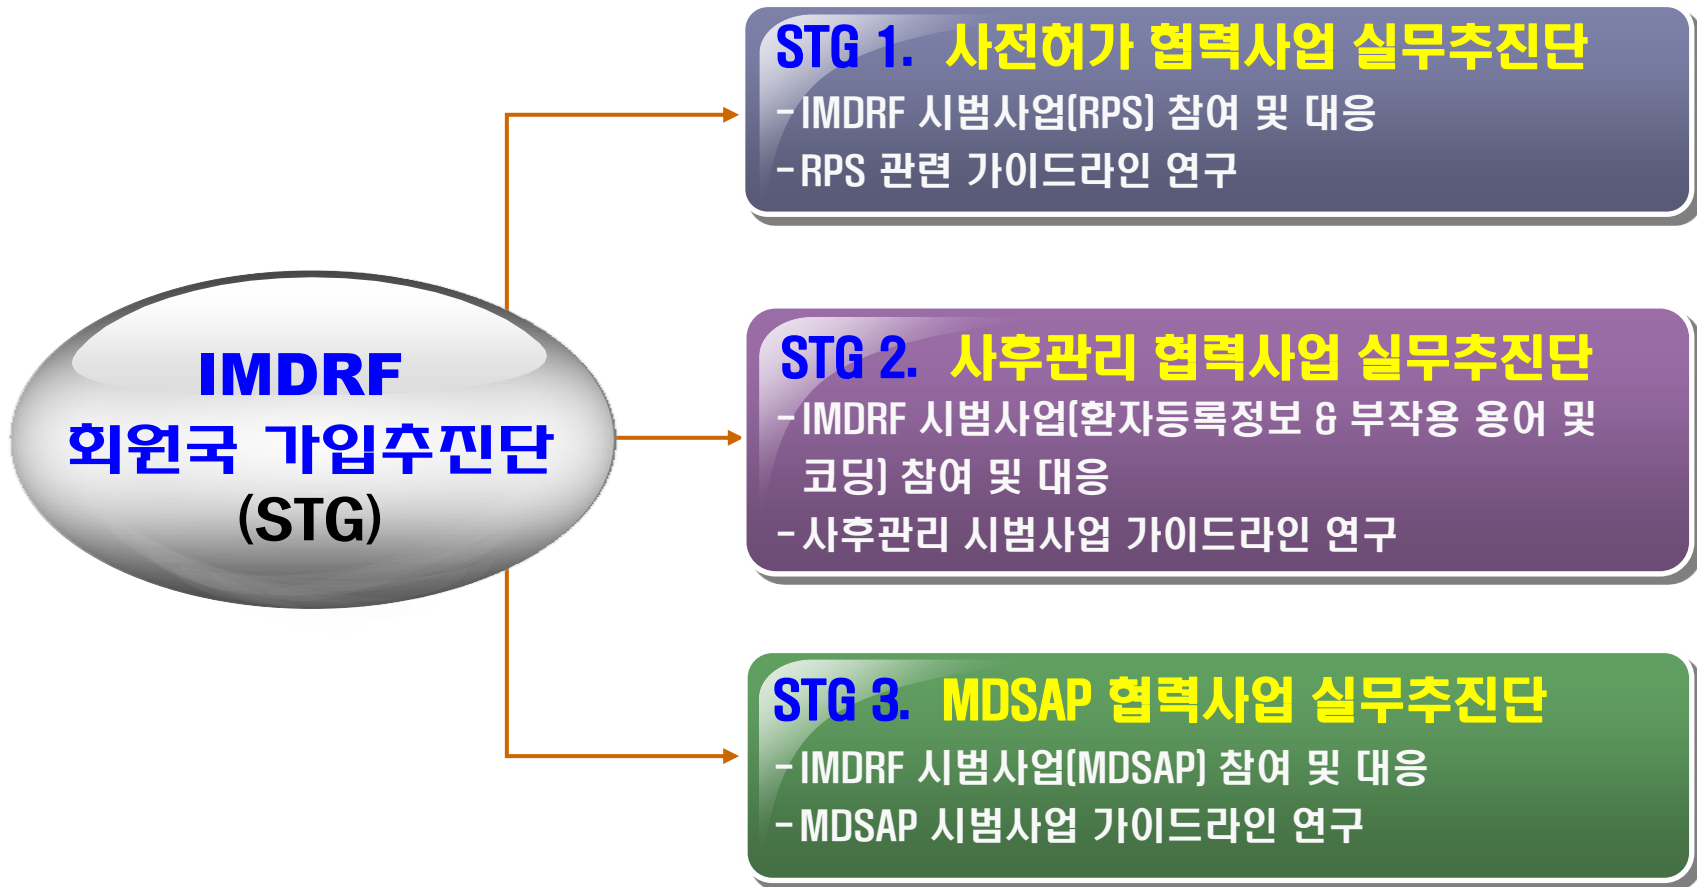 IMDRF
회원국 가입추진단
(STG)
STG 1. 사전허가 협력사업 실무추진단
-IMDRF 시범사업(RPS) 참여 및 대응
-RPS 관련 가이드라인 연구
STG 2. 사후관리 협력사업 실무추진단
-IMDRF 시범사업(환자등록정보 & 부작용 용어 및
코딩) 참여 및 대응
-사후관리 시범사업 가이드라인 연구
STG 3. MDSAP 협력사업 실무추진단
-IMDRF 시범사업(MDSAP) 참여 및 대응
-MDSAP 시범사업 가이드라인 연구